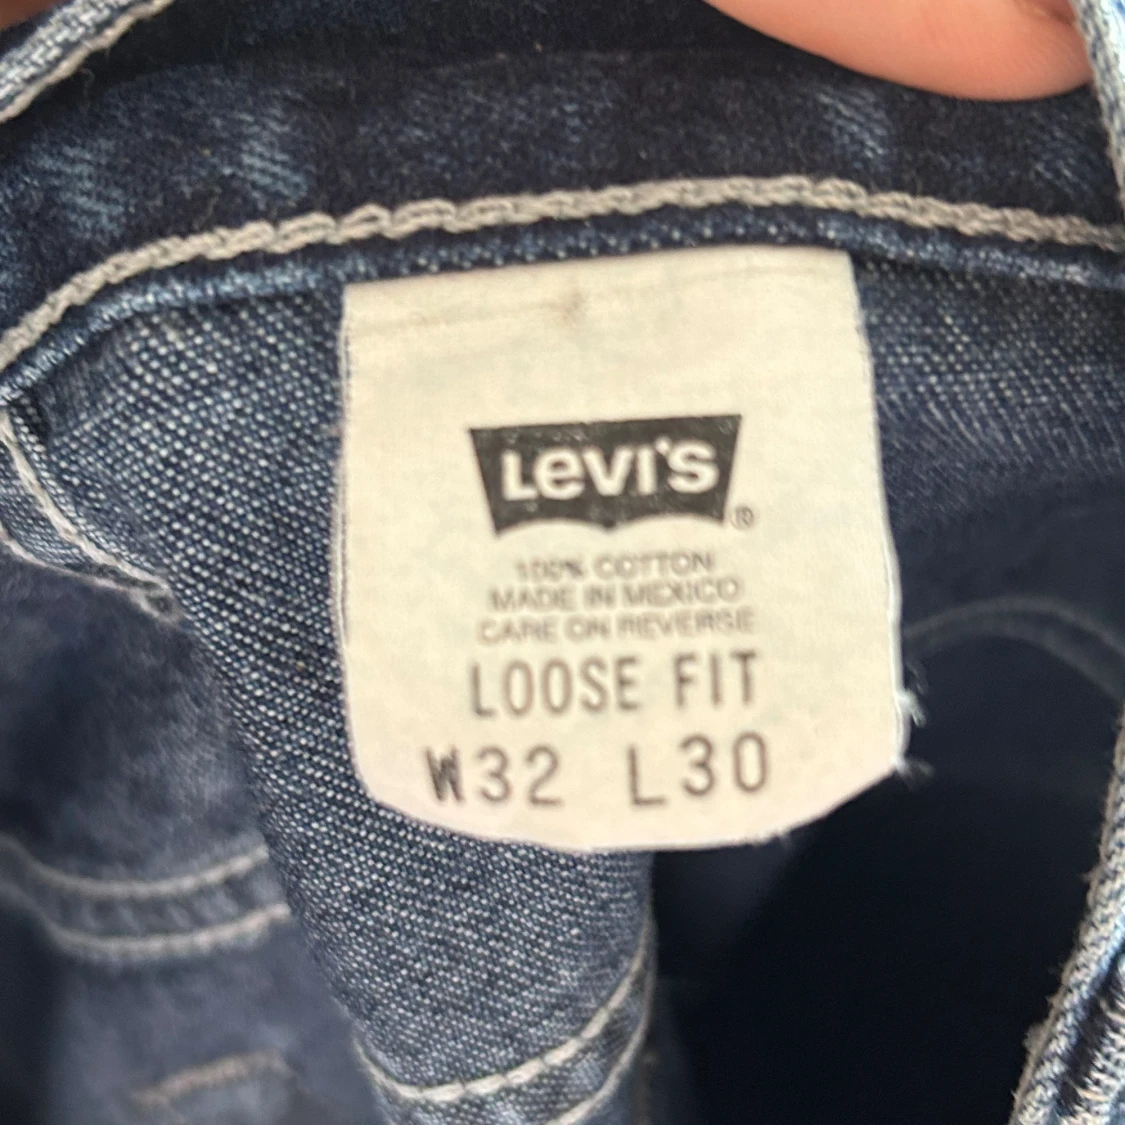 LEVI'S ®
100% COTTON
MADE IN MEXICO
CARE ON REVERSE
LOOSE FIT
W32 L30